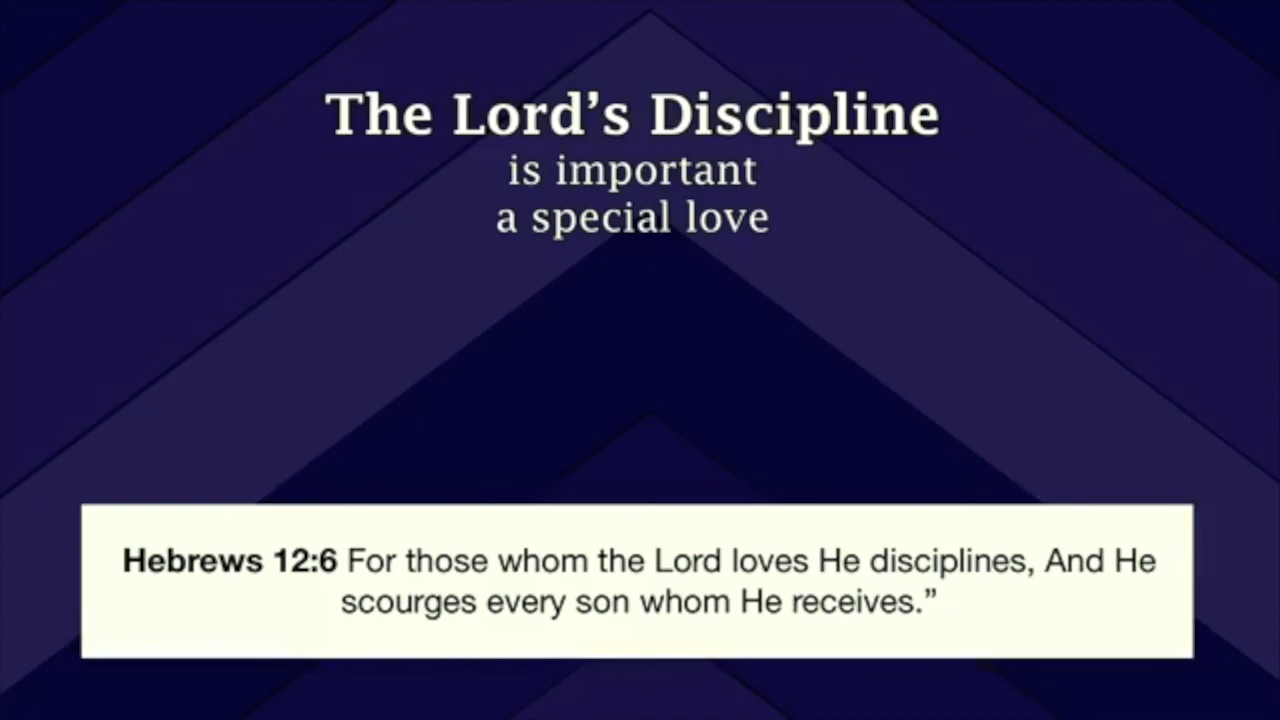 The Lord’s Discipline
is important
a special love
Hebrews 12:6 For those whom the Lord loves He disciplines, And He
scourges every son whom He receives.”